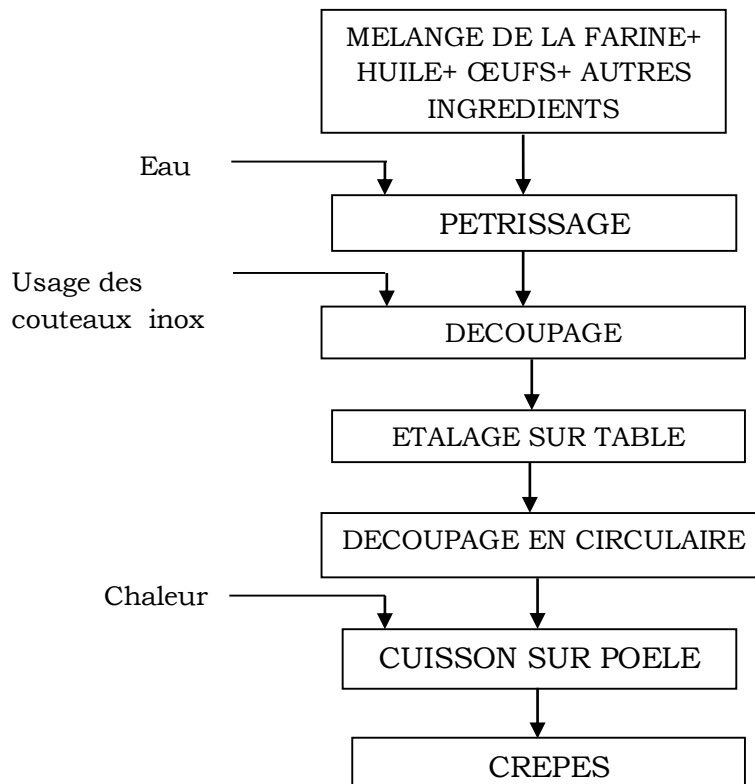 MELANGE DE LA FARINE+
HUILE+ ŒUFS+ AUTRES
INGREDIENTS
Eau
PETRISSAGE
Usage des
couteaux inox
DECOUPAGE
ETALAGE SUR TABLE
DECOUPAGE EN CIRCULAIRE
Chaleur
CUISSON SUR POELE
CREPES